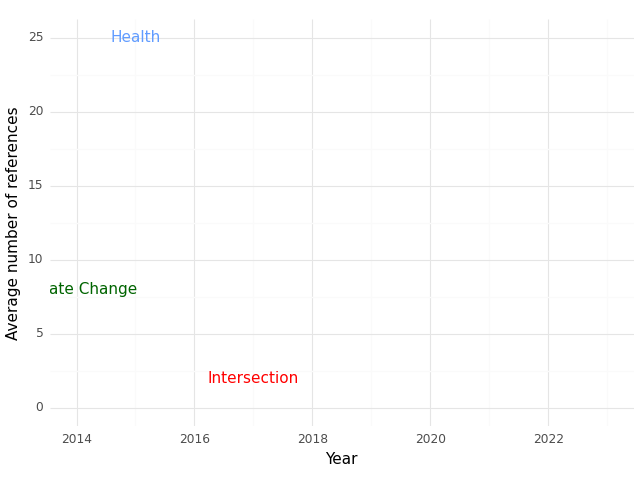 25
Health
20
15
10
ate Change
5
Intersection
0
2014 2016 2018 2020 2022
Year
Average number of references